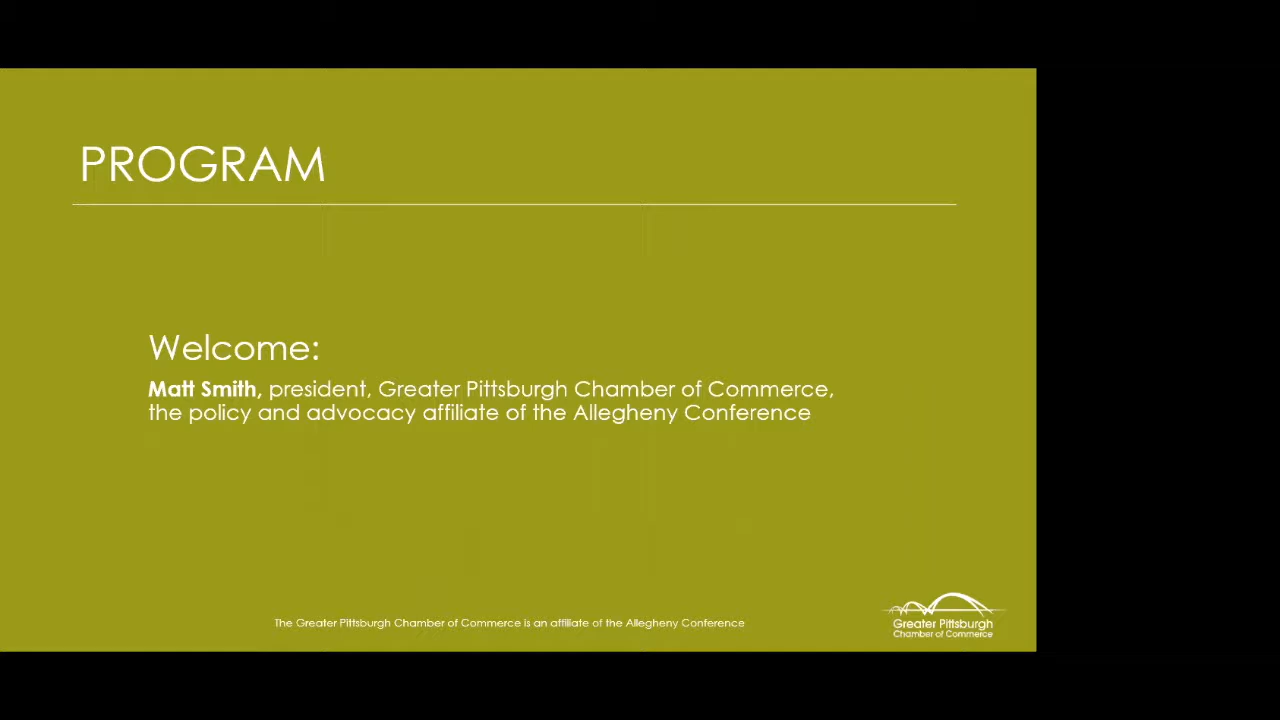 PROGRAM
Welcome:
Matt Smith, president, Greater Pittsburgh Chamber of Commerce,
the policy and advocacy affiliate of the Allegheny Conference
The Greater Pittsburgh Chamber of Commerce is an affiliate of the Allegheny Conference
Greater Pittsburgh
Chamber of Commerce